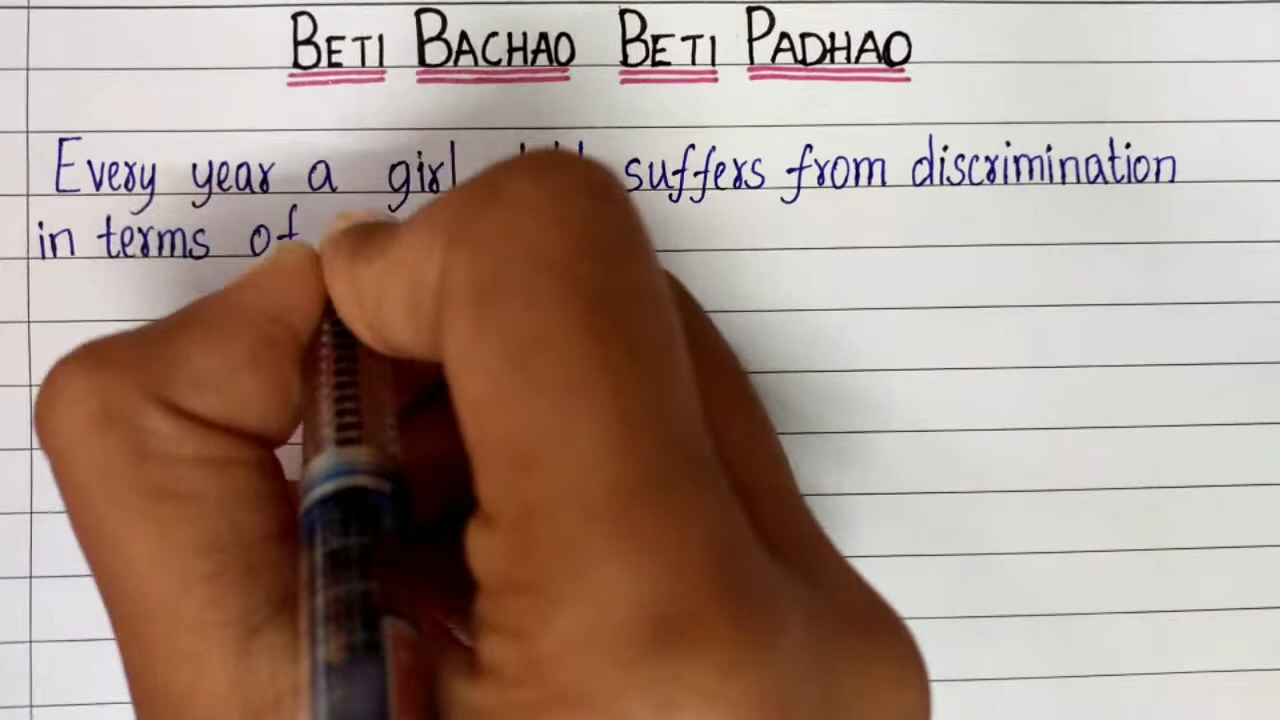 BETI BACHAO BETI PADHAO
Every year a girl suffers from discrimination
in terms of